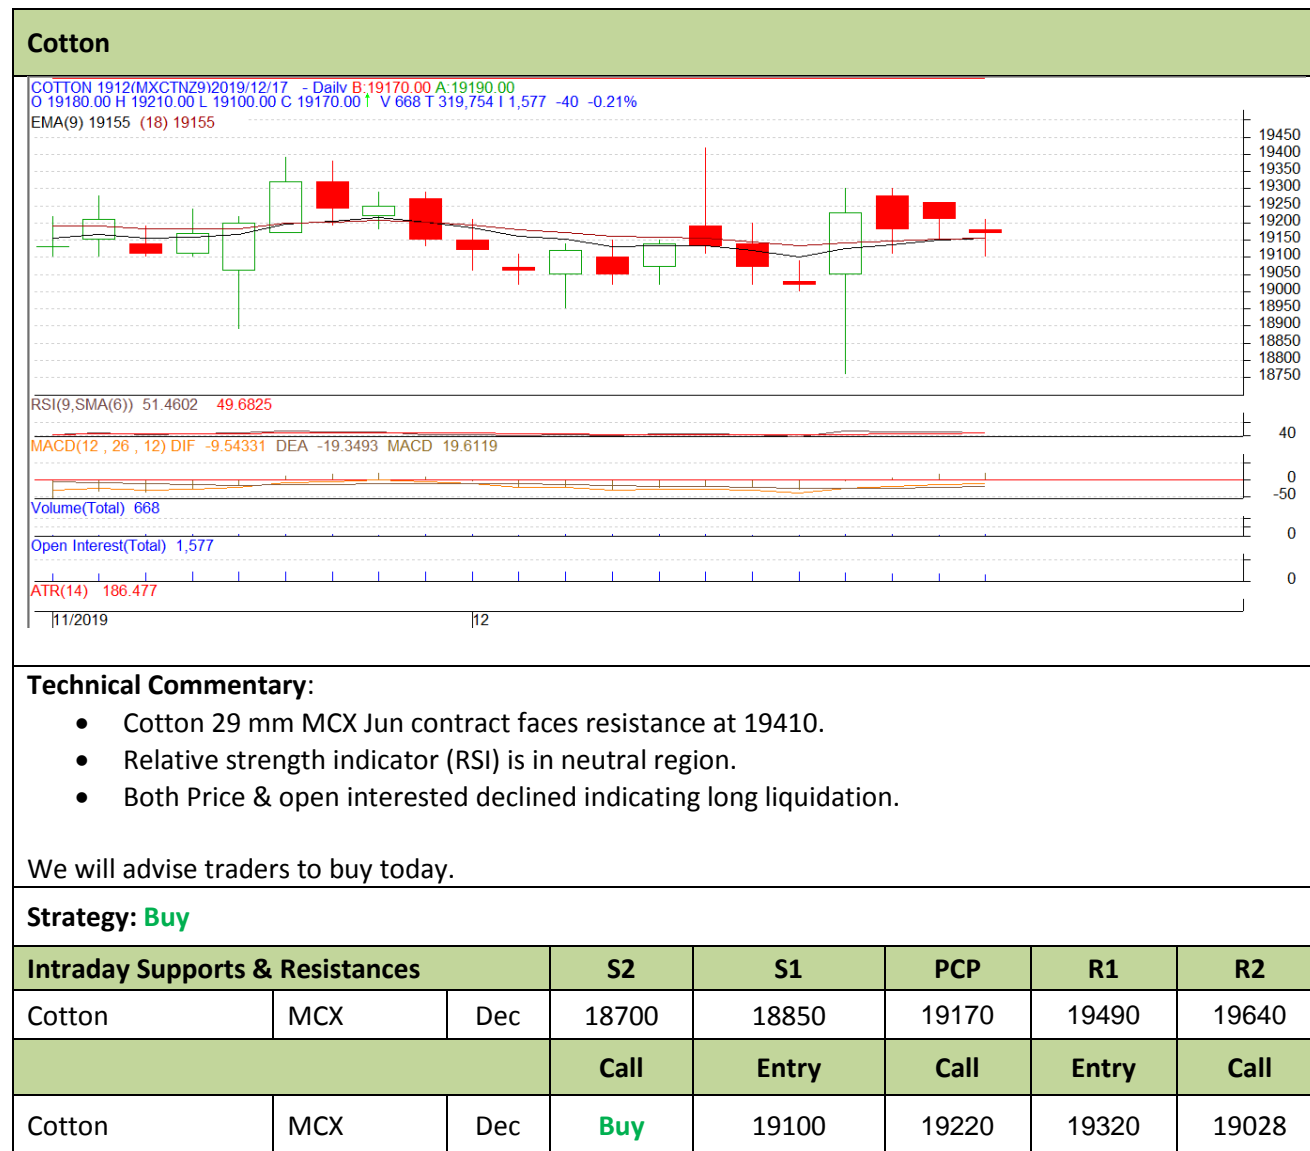 Cotton
COTTON 1912(MXCTNZ9)2019/12/17 - Daily B:19170.00 A:19190.00
O 19180.00 H 19210.00 L 19100.00 C 19170.00↑ V 668 T 319,754 I 1,577 -40 -0.21%
EMA(9) 19155 (18) 19155
19450
19400
19350
19300
19250
19200
19150
19100
19050
19000
18950
18900
18850
18800
18750
RSI(9,SMA(6)) 51.4602 49.6825
40
MACD(12 , 26 , 12) DIF -9.54331 DEA -19.3493 MACD 19.6119
0
-50
Volume(Total) 668
0
Open Interest(Total) 1,577
0
ATR(14) 186.477
11/2019 12
Technical Commentary:
• Cotton 29 mm MCX Jun contract faces resistance at 19410.
• Relative strength indicator (RSI) is in neutral region.
• Both Price & open interested declined indicating long liquidation.
We will advise traders to buy today.
Strategy: Buy
Intraday Supports & Resistances S2 S1 PCP R1 R2
Cotton MCX Dec 18700 18850 19170 19490 19640
Call Entry Call Entry Call
Cotton MCX Dec Buy 19100 19220 19320 19028